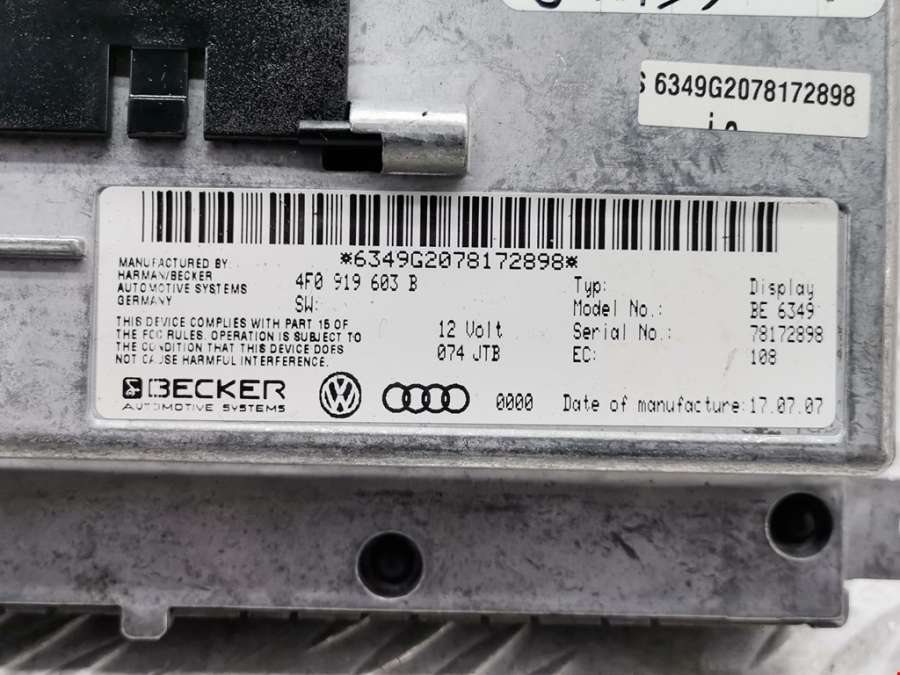 S 6349G2078172898
*6349G2078172898*
MANUFACTURED BY:
HARMAN/BECKER
AUTOMOTIVE SYSTEMS
GERMANY
4F0 919 603 B
SW:
THIS DEVICE COMPLIES WITH PART 15 OF
THE FCC RULES. OPERATION IS SUBJECT TO
THE CONDITION THAT THIS DEVICE DOES
NOT CAUSE HARMFUL INTERFERENCE.
12 Volt
074 JTB
Typ: Display
Model No.: BE 6349
Serial No.: 78172898
EC: 108
BECKER
AUTOMOTIVE SYSTEMS
0000
Date of manufacture: 17.07.07